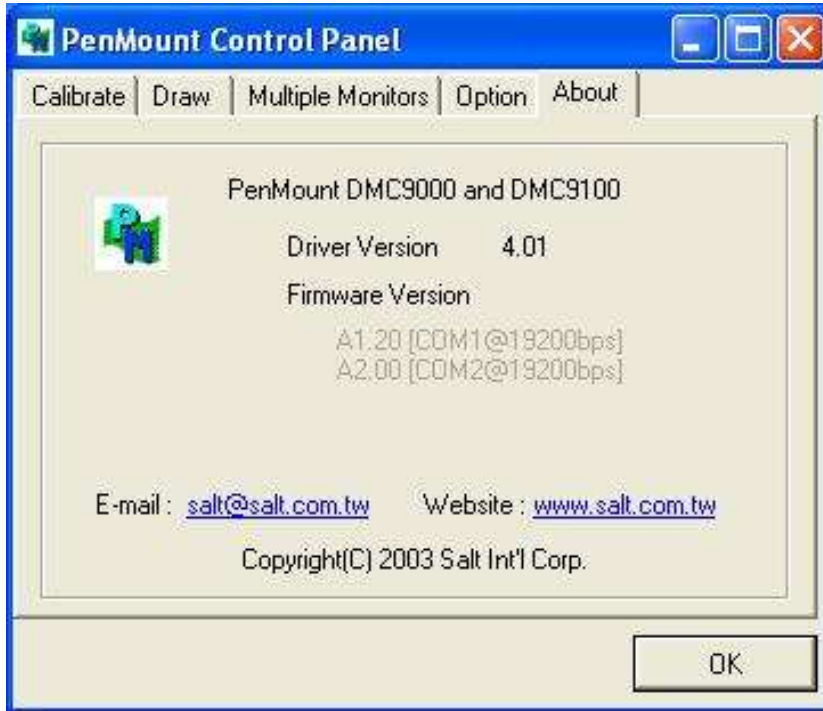 PenMount Control Panel
Calibrate Draw Multiple Monitors Option About
PenMount DMC9000 and DMC9100
PM
Driver Version 4.01
Firmware Version
A1.20 [COM1@19200bps]
A2.00 [COM2@19200bps]
E-mail : salt@salt.com.tw Website : www.salt.com.tw
Copyright(C) 2003 Salt Int'l Corp.
OK